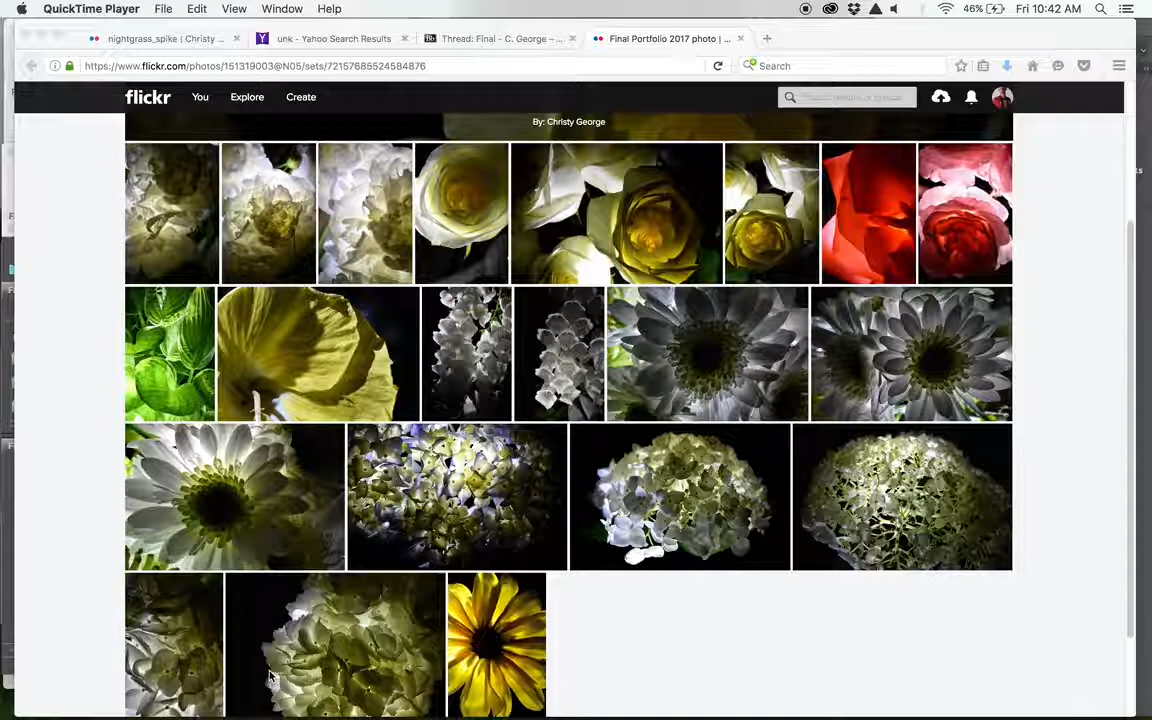 QuickTime Player File Edit View Window Help 46% Fri 10:42 AM
nightgrass_spike | Christy ... unk - Yahoo Search Results Thread: Final - C. George – ... Final Portfolio 2017 photo | ...
https://www.flickr.com/photos/151319003@N05/sets/72157685524584876 Search
flickr You Explore Create
By: Christy George